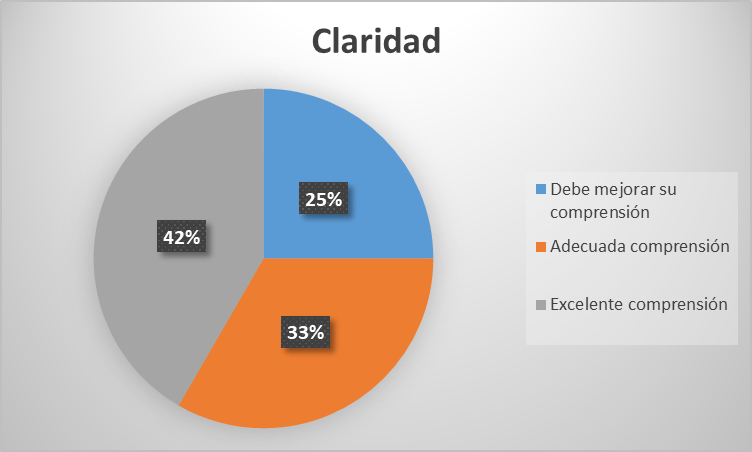 Claridad
25%
42%
33%
Debe mejorar su
comprensión
Adecuada comprensión
Excelente comprensión